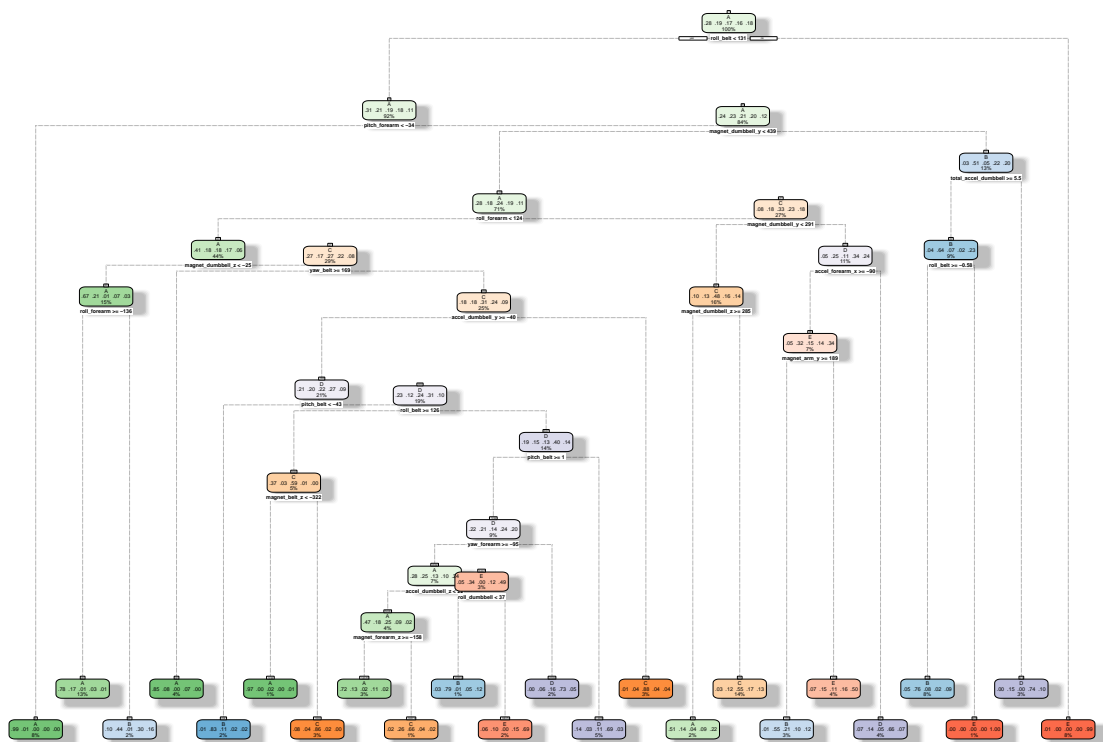 A
.28 .19 .17 .16 .18
100%
roll_belt < 131
A
.31 .21 .19 .18 .11
92%
pitch_forearm < −34
A
.24 .23 .21 .20 .12
84%
magnet_dumbbell_y < 439
B
.03 .51 .05 .22 .20
13%
total_accel_dumbbell >= 5.5
A
.28 .18 .24 .19 .11
71%
roll_forearm < 124
C
.08 .18 .33 .23 .18
27%
magnet_dumbbell_y < 291
A
.41 .18 .18 .17 .06
44%
magnet_dumbbell_z < −25
C
.27 .17 .27 .22 .08
29%
yaw_belt >= 169
D
.05 .25 .11 .34 .24
11%
accel_forearm_x >= −90
B
.04 .64 .07 .02 .23
9%
roll_belt >= −0.58
A
.67 .21 .01 .07 .03
15%
roll_forearm >= −136
C
.18 .18 .31 .24 .09
25%
accel_dumbbell_y >= −40
C
.10 .13 .48 .16 .14
16%
magnet_dumbbell_z >= 285
E
.05 .32 .15 .14 .34
7%
magnet_arm_y >= 189
D
.21 .20 .22 .27 .09
21%
pitch_belt < −43
D
.23 .12 .24 .31 .10
19%
roll_belt >= 126
D
.19 .15 .13 .40 .14
14%
pitch_belt >= 1
C
.37 .03 .59 .01 .00
5%
magnet_belt_z < −322
D
.22 .21 .14 .24 .20
9%
yaw_forearm >= −95
A
.28 .25 .13 .10
7%
accel_dumbbell_z <
E
.05 .34 .00 .12 .49
3%
roll_dumbbell < 37
A
.47 .18 .25 .09 .02
4%
magnet_forearm_z >= −158
A
.78 .17 .01 .03 .01
13%
A
.85 .08 .00 .07 .00
4%
A
.97 .00 .02 .00 .01
1%
A
.72 .13 .02 .11 .02
3%
B
.03 .79 .01 .05 .12
1%
D
.00 .06 .16 .73 .05
2%
C
.01 .04 .88 .04 .04
3%
C
.03 .12 .55 .17 .13
14%
E
.07 .15 .11 .16 .50
4%
B
.05 .76 .08 .02 .09
8%
D
.00 .15 .00 .74 .10
3%
A
.99 .01 .00 .00 .00
8%
B
.10 .44 .01 .30 .16
2%
B
.01 .83 .11 .02 .02
2%
C
.08 .04 .86 .02 .00
3%
C
.02 .26 .66 .04 .02
1%
E
.06 .10 .00 .15 .69
2%
D
.14 .03 .11 .69 .03
5%
A
.51 .14 .04 .09 .22
2%
B
.01 .55 .21 .10 .12
3%
D
.07 .14 .05 .66 .07
4%
E
.00 .00 .00 .00 1.00
1%
E
.01 .00 .00 .00 .99
8%